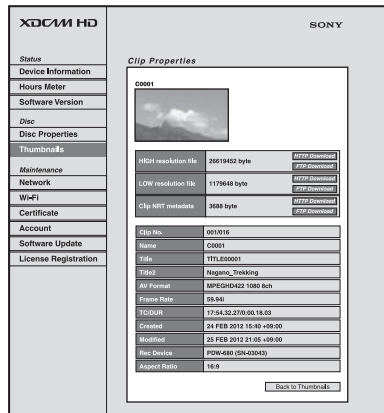 XDCAM HD
SONY
Status
Device Information
Hours Meter
Software Version
Disc
Disc Properties
Thumbnails
Maintenance
Network
Wi-Fi
Certificate
Account
Software Update
License Registration
Clip Properties
C0001
HIGH resolution file 26619452 byte HTTP Download
FTP Download
LOW resolution file 1179648 byte HTTP Download
FTP Download
Clip NRT metadata 3688 byte HTTP Download
FTP Download
Clip No. 001/016
Name C0001
Title TITLE00001
Title2 Nagano_Trekking
AV Format MPEGHD422 1080 8ch
Frame Rate 59.94i
TC/DUR 17:54.32.27/0:00.18.03
Created 24 FEB 2012 15:40 +09:00
Modified 25 FEB 2012 21:05 +09:00
Rec Device PDW-680 (SN-03043)
Aspect Ratio 16:9
Back to Thumbnails